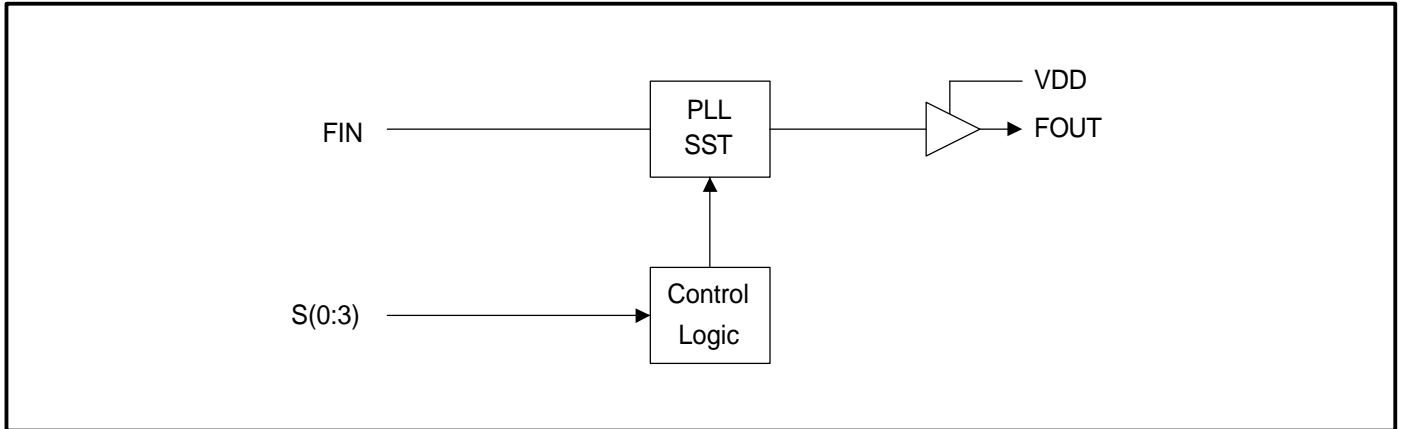 VDD
FIN
PLL
SST
FOUT
S(0:3)
Control
Logic